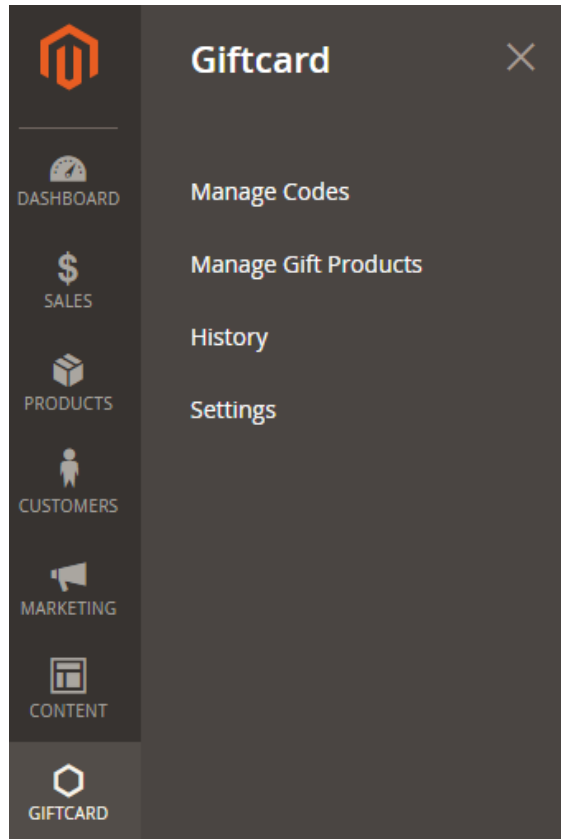 Giftcard
DASHBOARD
SALES
PRODUCTS
CUSTOMERS
MARKETING
CONTENT
GIFTCARD
Manage Codes
Manage Gift Products
History
Settings